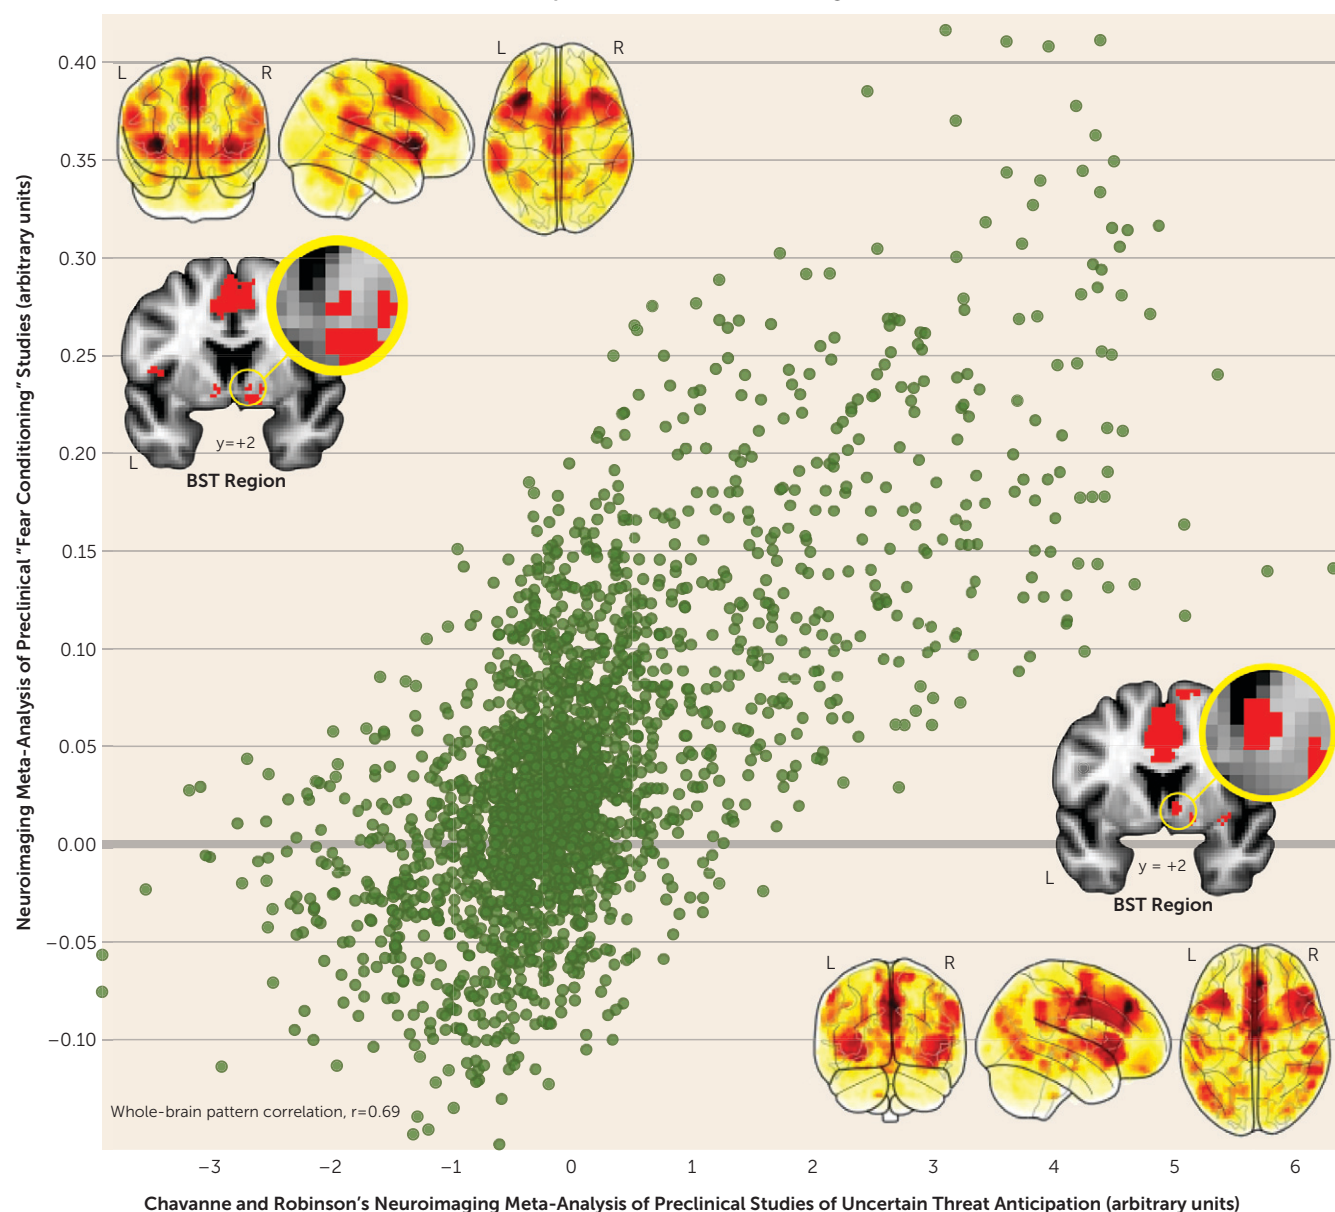 L R
L R
0.40
0.35
0.30
0.25
0.20
0.15
0.10
0.05
0.00
−0.05
−0.10
Neuroimaging Meta-Analysis of Preclinical “Fear Conditioning” Studies (arbitrary units)
y=+2
L
BST Region
y = +2
L
BST Region
L R
L R
Whole-brain pattern correlation, r=0.69
−3 −2 −1 0 1 2 3 4 5 6
Chavanne and Robinson’s Neuroimaging Meta-Analysis of Preclinical Studies of Uncertain Threat Anticipation (arbitrary units)